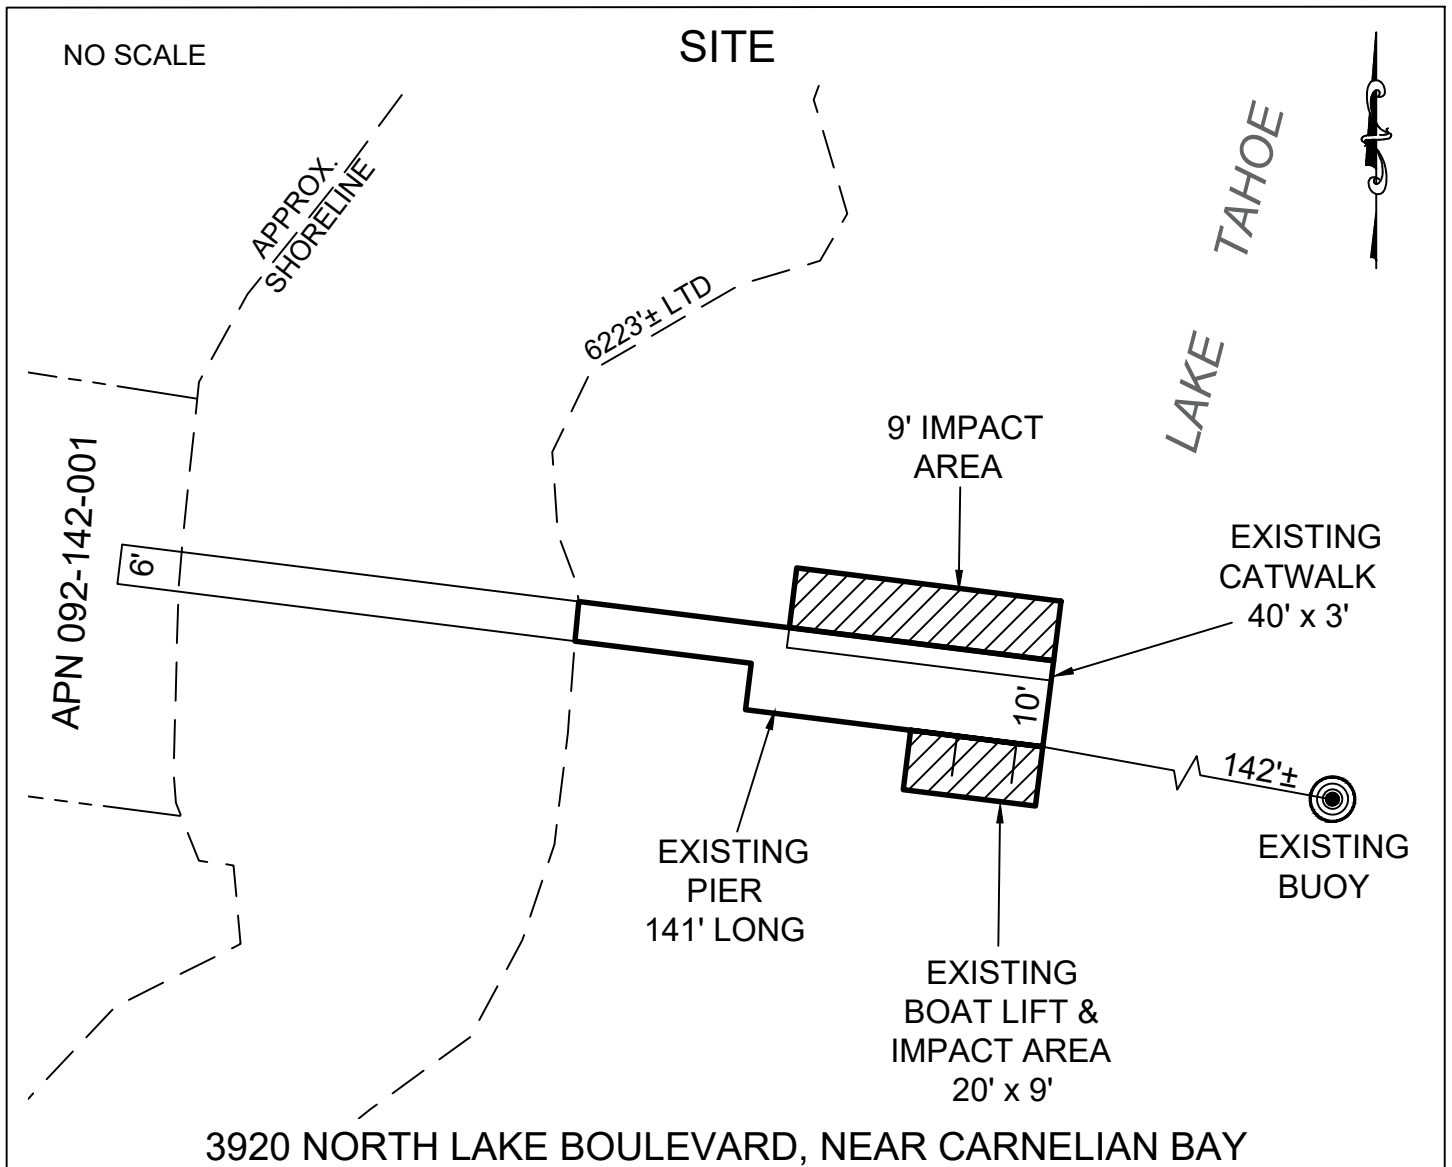 NO SCALE
SITE
LAKE TAHOE
APPROX.
SHORELINE
6223'± LTD
9' IMPACT
AREA
EXISTING
CATWALK
40' x 3'
APN 092-142-001
6'
10'
142'±
EXISTING
BUOY
EXISTING
PIER
141' LONG
EXISTING
BOAT LIFT &
IMPACT AREA
20' x 9'
3920 NORTH LAKE BOULEVARD, NEAR CARNELIAN BAY